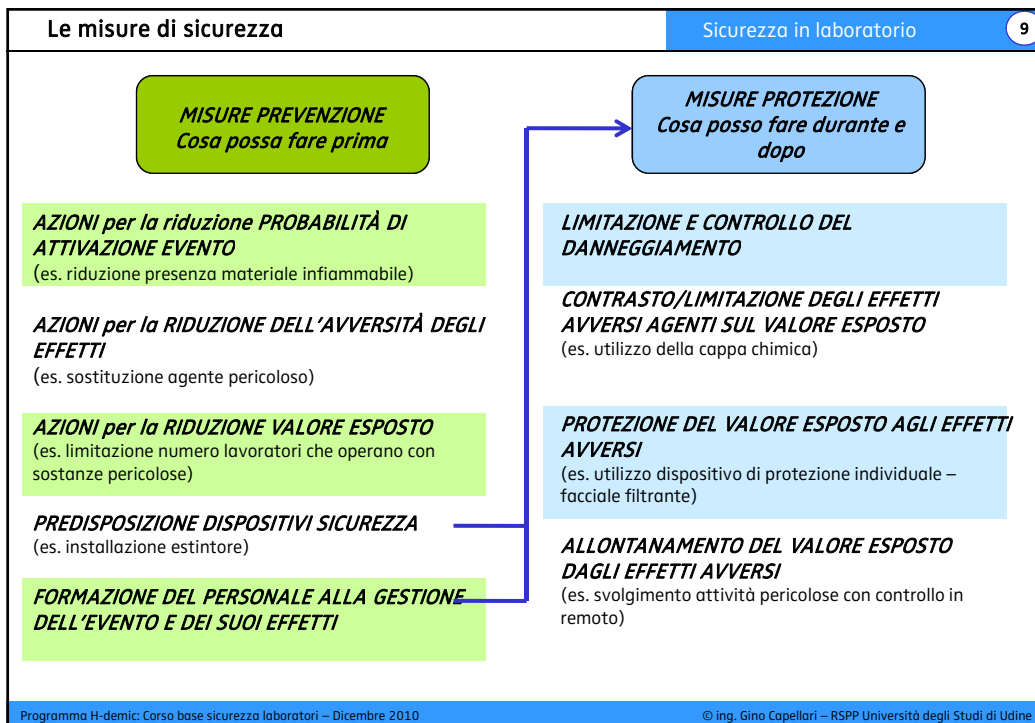 Le misure di sicurezza
Sicurezza in laboratorio
9
MISURE PREVENZIONE
Cosa possa fare prima
MISURE PROTEZIONE
Cosa posso fare durante e
dopo
AZIONI per la riduzione PROBABILITÀ DI
ATTIVAZIONE EVENTO
(es. riduzione presenza materiale infiammabile)
AZIONI per la RIDUZIONE DELL'AVVERSITÀ DEGLI
EFFETTI
(es. sostituzione agente pericoloso)
AZIONI per la RIDUZIONE VALORE ESPOSTO
(es. limitazione numero lavoratori che operano con
sostanze pericolose)
PREDISPOSIZIONE DISPOSITIVI SICUREZZA
(es. installazione estintore)
FORMAZIONE DEL PERSONALE ALLA GESTIONE
DELL'EVENTO E DEI SUOI EFFETTI
LIMITAZIONE E CONTROLLO DEL
DANNEGGIAMENTO
CONTRASTO/LIMITAZIONE DEGLI EFFETTI
AVVERSI AGENTI SUL VALORE ESPOSTO
(es. utilizzo della cappa chimica)
PROTEZIONE DEL VALORE ESPOSTO AGLI EFFETTI
AVVERSI
(es. utilizzo dispositivo di protezione individuale –
facciale filtrante)
ALLONTANAMENTO DEL VALORE ESPOSTO
DAGLI EFFETTI AVVERSI
(es. svolgimento attività pericolose con controllo in
remoto)
Programma H-demic: Corso base sicurezza laboratori – Dicembre 2010
© ing. Gino Capellari – RSPP Università degli Studi di Udine